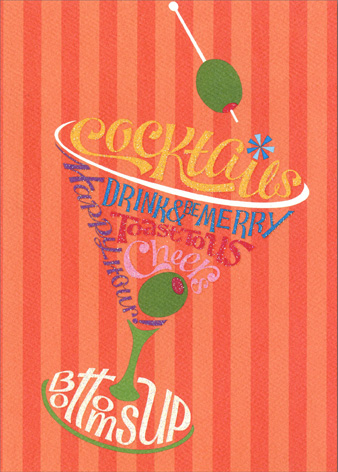 cocktails
DRINK & BE MERRY
Toast to us
Cheers
Happy Hour
BottomsUP